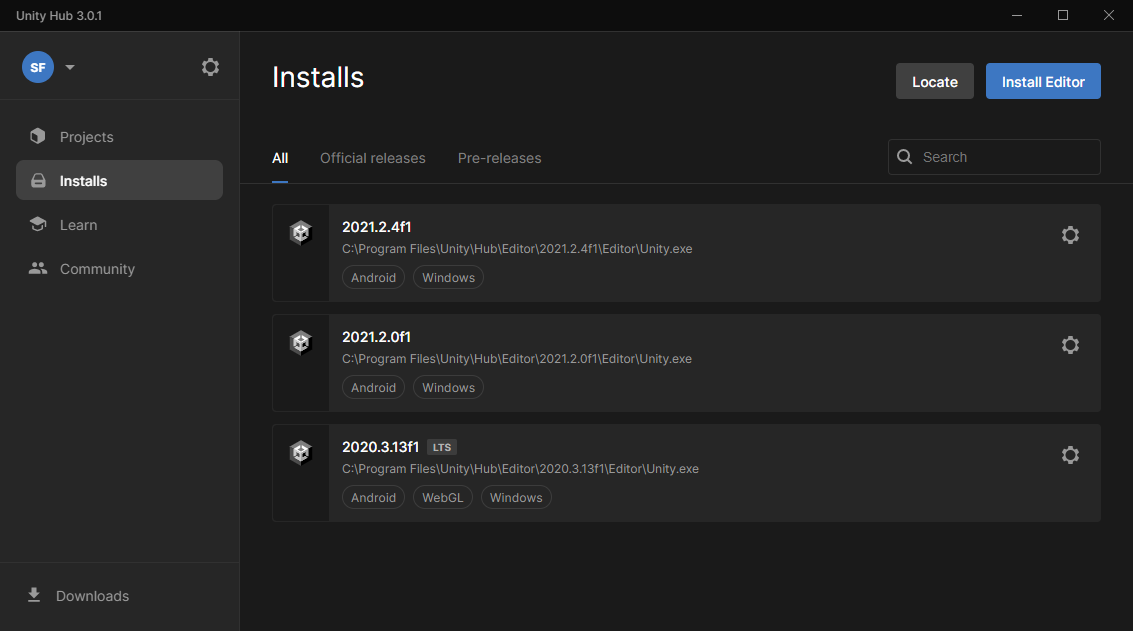 Unity Hub 3.0.1
SF
Projects
Installs
Learn
Community
Downloads
Installs
Locate
Install Editor
All
Official releases
Pre-releases
Search
2021.2.4f1
C:\Program Files\Unity\Hub\Editor\2021.2.4f1\Editor\Unity.exe
Android
Windows
2021.2.0f1
C:\Program Files\Unity\Hub\Editor\2021.2.0f1\Editor\Unity.exe
Android
Windows
2020.3.13f1 LTS
C:\Program Files\Unity\Hub\Editor\2020.3.13f1\Editor\Unity.exe
Android
WebGL
Windows